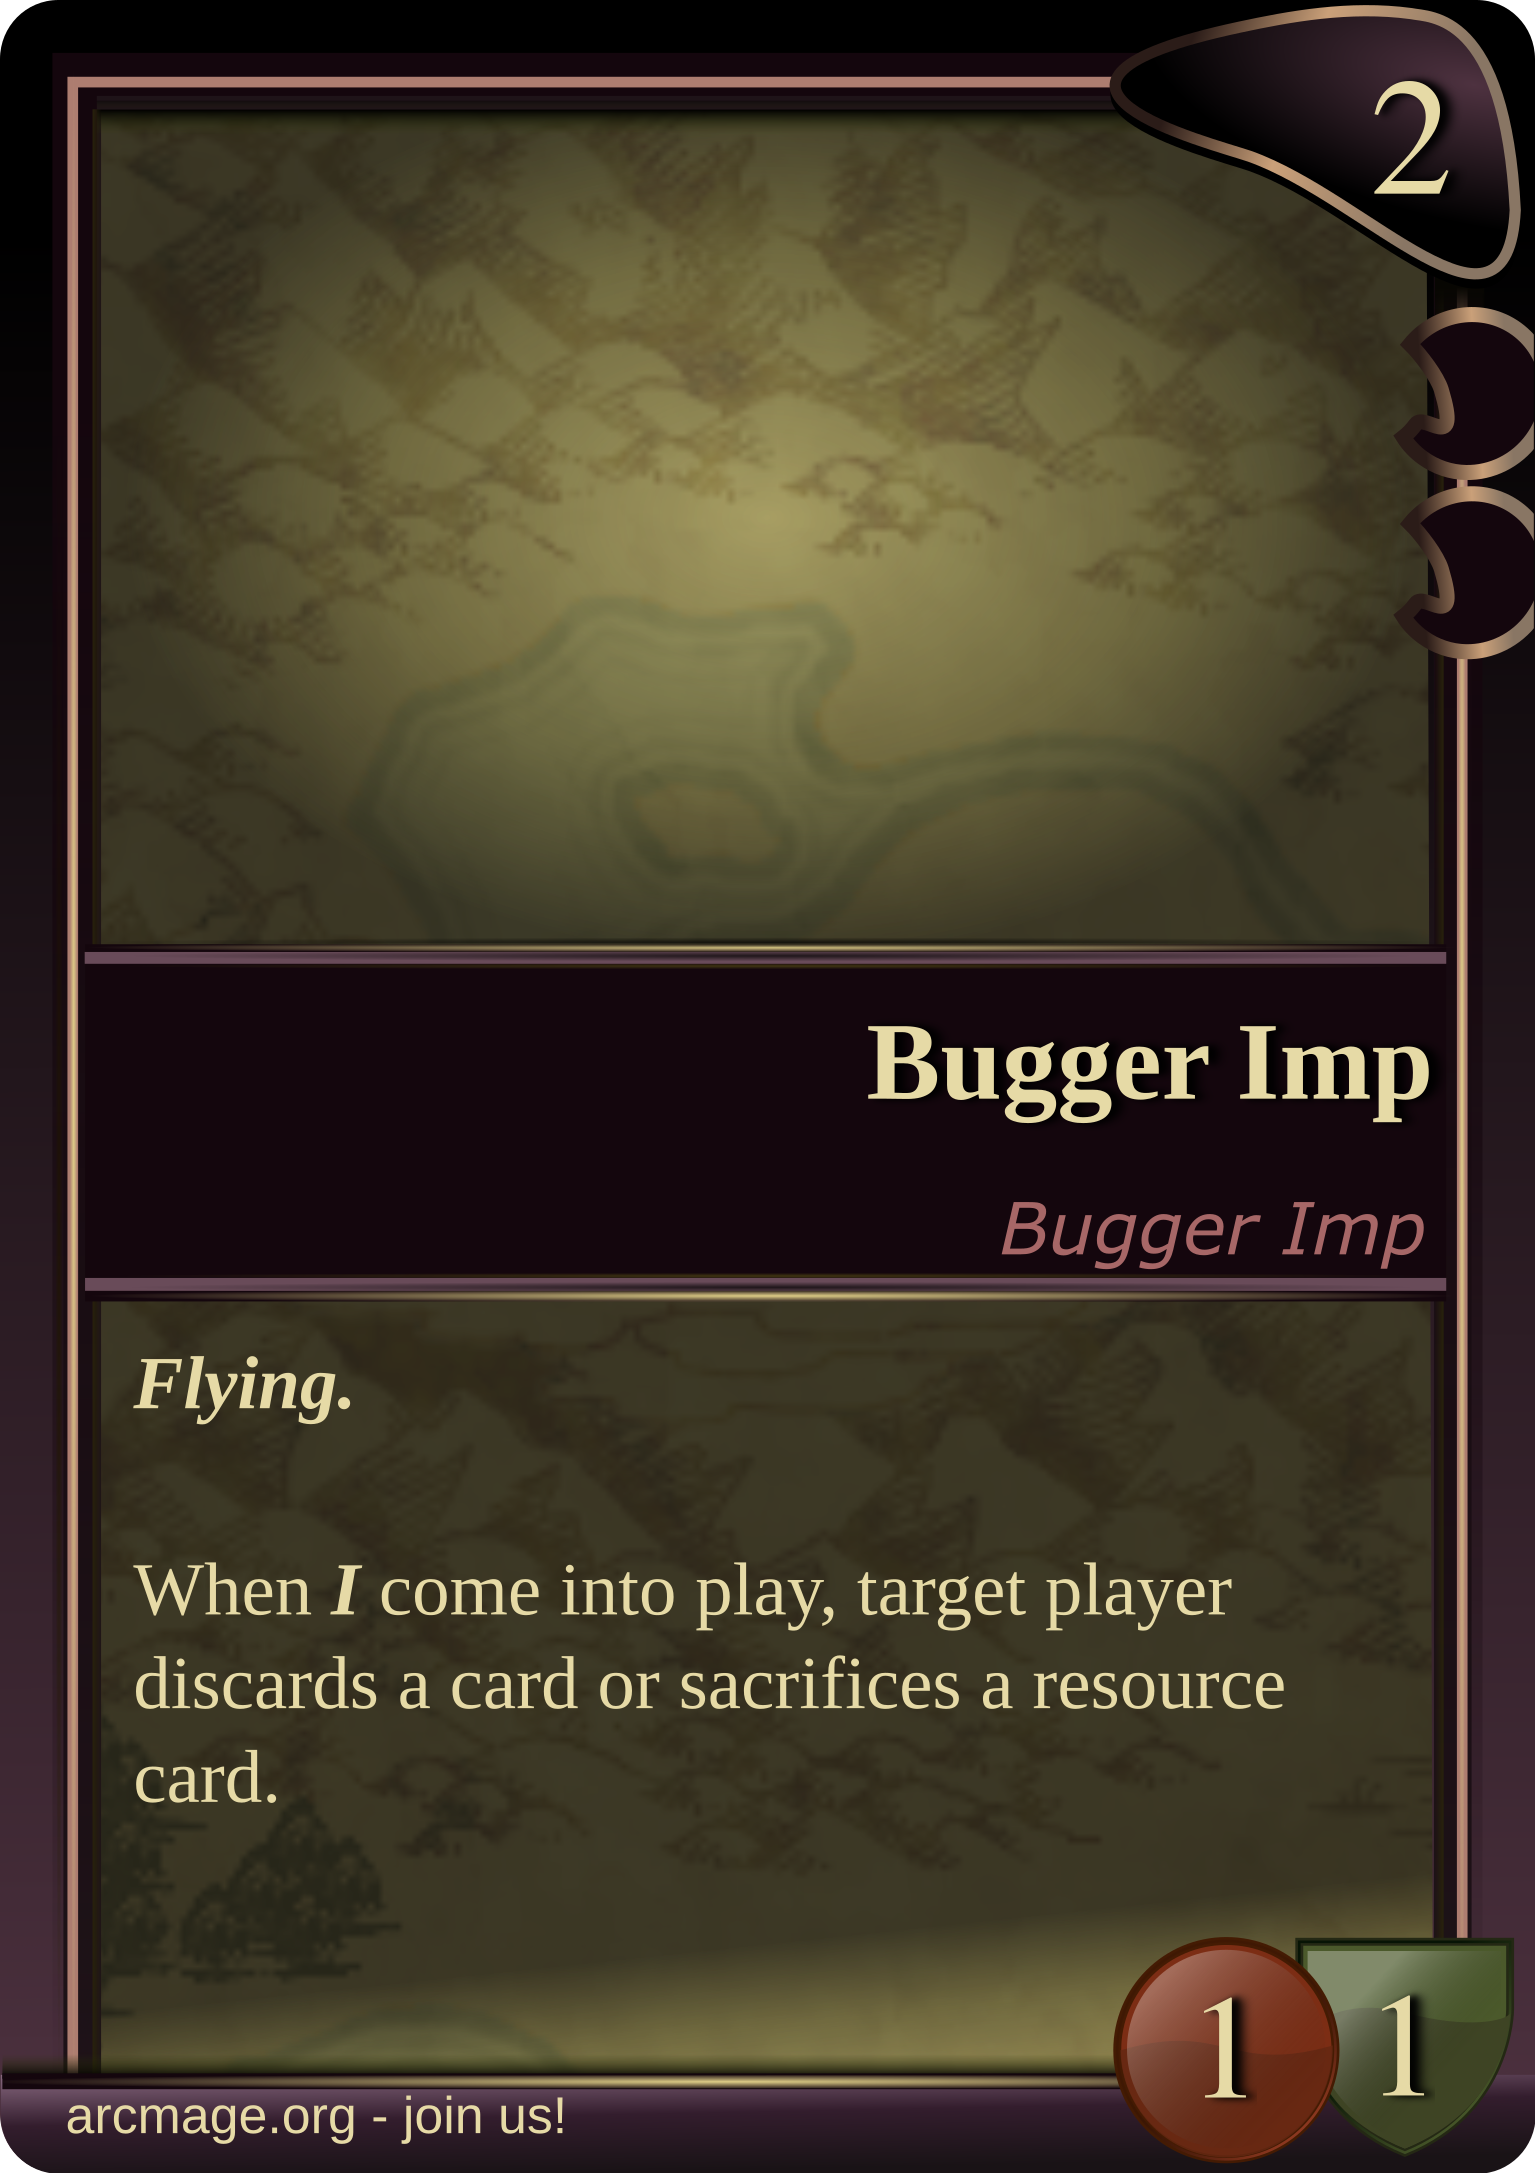 2
Bugger Imp
Bugger Imp
Flying.
When I come into play, target player
discards a card or sacrifices a resource
card.
1 1
arcmage.org - join us!